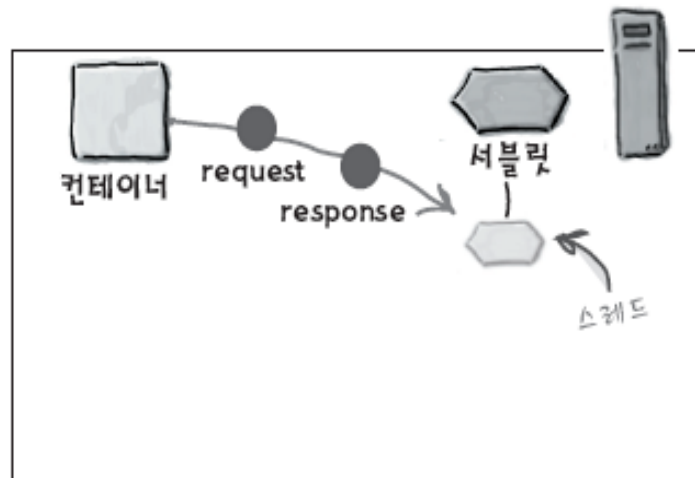 컨테이너
request
response
서블릿
스레드